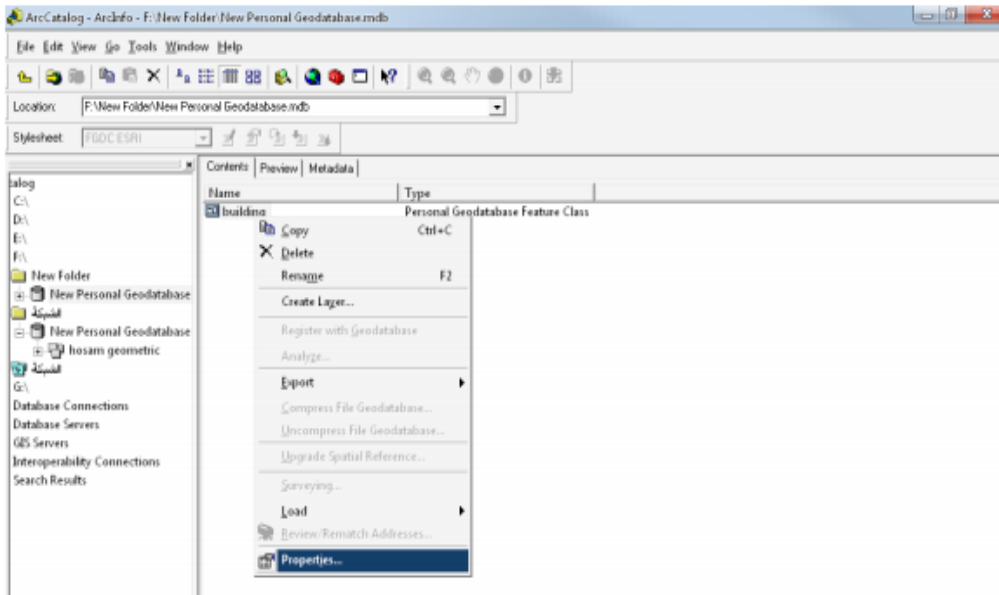 ArcCatalog - ArcInfo - F:\New Folder\New Personal Geodatabase.mdb
File Edit View Go Tools Window Help
Location: F:\New Folder\New Personal Geodatabase.mdb
Stylesheet: FGDC ESRI
Contents Preview Metadata
Name Type
building Personal Geodatabase Feature Class
talog
C:\
D:\
E:\
F:\
New Folder
New Personal Geodatabase
الشبكة
New Personal Geodatabase
hosam geometric
الشبكة
G:\
Database Connections
Database Servers
GIS Servers
Interoperability Connections
Search Results
Copy Ctrl+C
Delete
Rename F2
Create Layer...
Register with Geodatabase
Analyze...
Export
Compress File Geodatabase...
Uncompress File Geodatabase...
Upgrade Spatial Reference...
Surveying...
Load
Review/Rematch Addresses...
Properties...